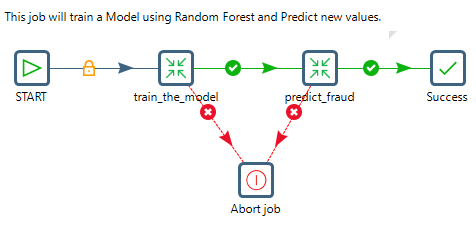 This job will train a Model using Random Forest and Predict new values.
START
train_the_model
predict_fraud
Success
Abort job